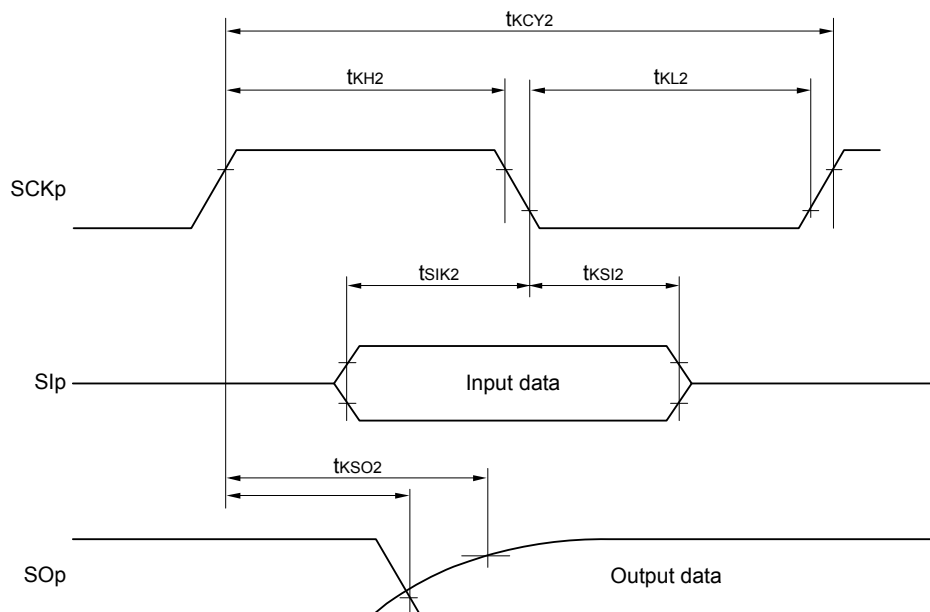 tKCY2
tKH2
tKL2
SCKp
tSIK2
tKSI2
SIp
Input data
tKSO2
SOp
Output data